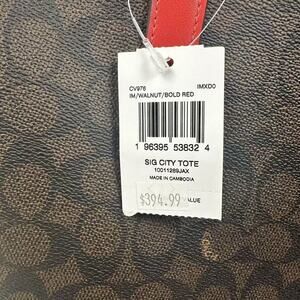 CV976 IMXD0
IM/WALNUT/BOLD RED
1 96395 53832 4
SIG CITY TOTE
10011269JAX
MADE IN CAMBODIA
$394.99 VALUE